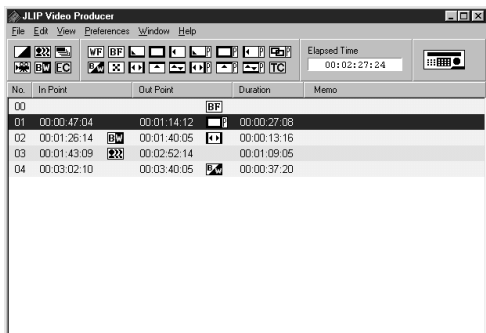 JLIP Video Producer
File Edit View Preferences Window Help
WF BF P P P
Elapsed Time
00:02:27:24
BW EC B/W P P P TC
No. In Point Out Point Duration Memo
00 BF
01 00:00:47:04 00:01:14:12 P 00:00:27:08
02 00:01:26:14 BW 00:01:40:05 00:00:13:16
03 00:01:43:09 00:02:52:14 00:01:09:05
04 00:03:02:10 00:03:40:05 B/W 00:00:37:20